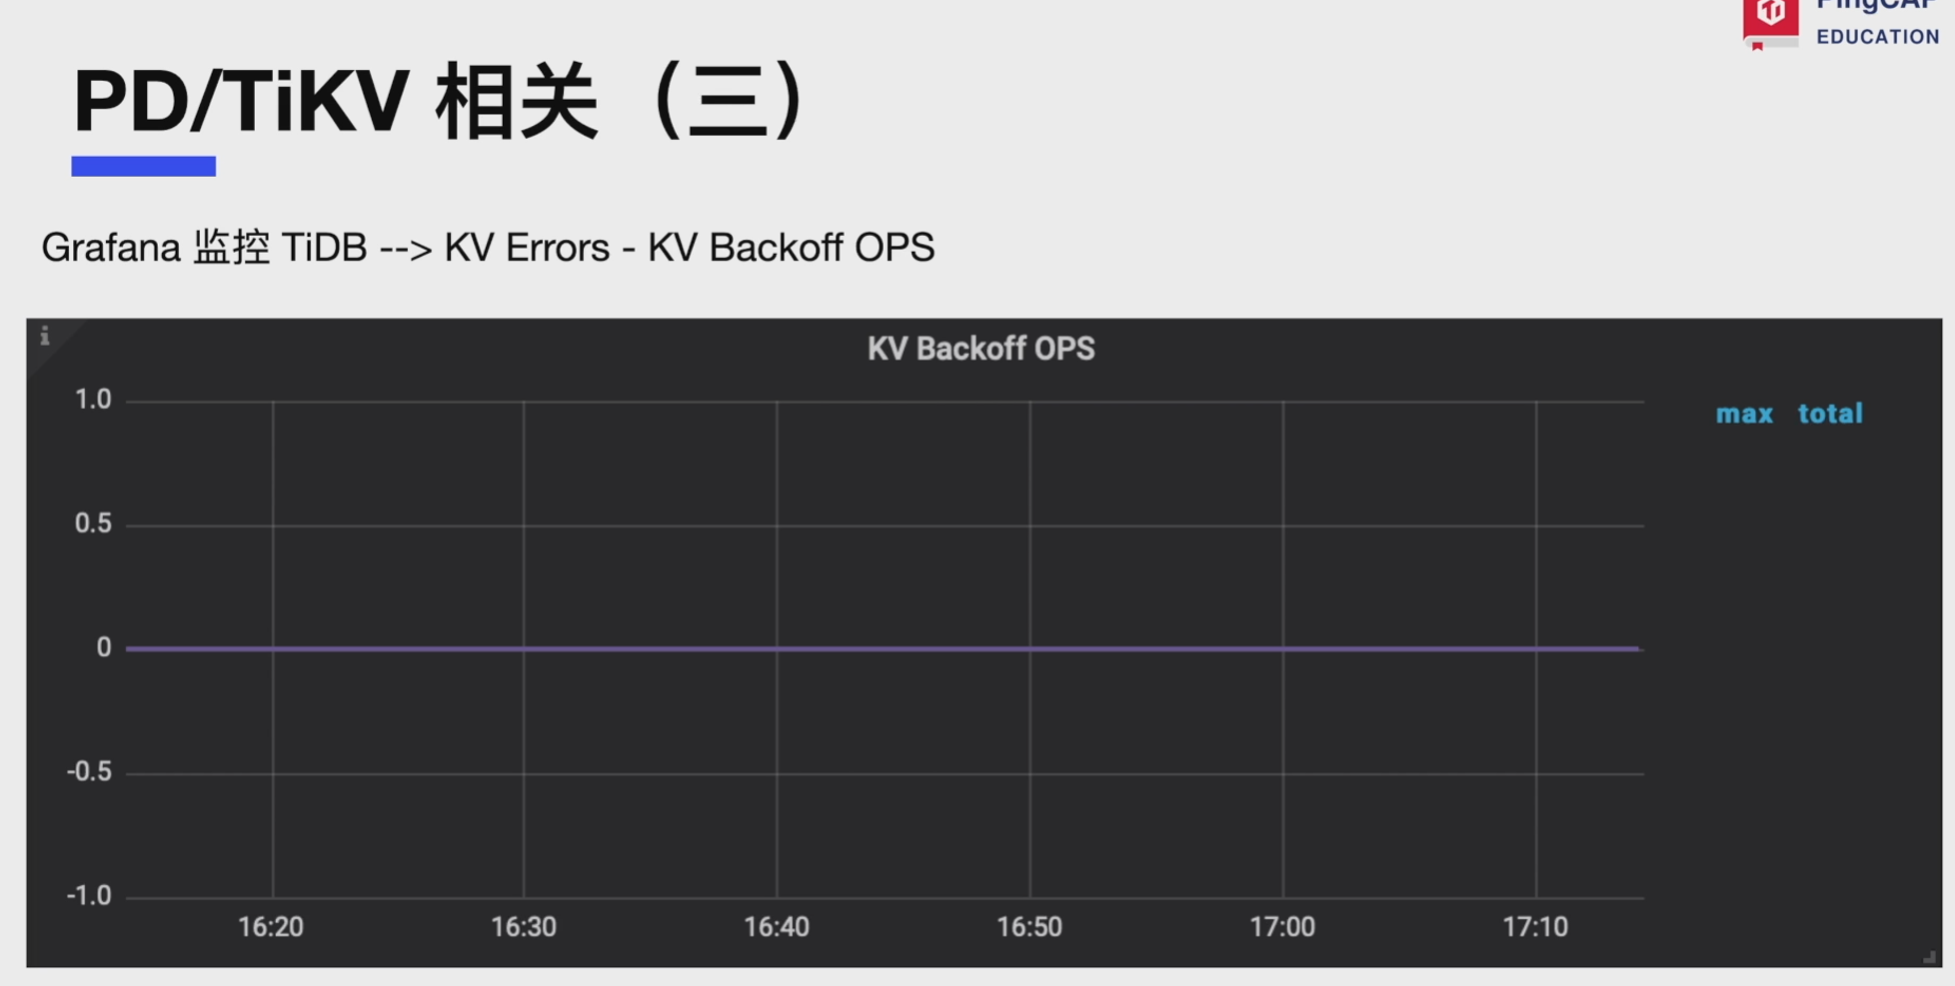 PingCAP
EDUCATION
PD/TiKV 相关（三）
Grafana 监控 TiDB --> KV Errors - KV Backoff OPS
i
KV Backoff OPS
max total
1.0
0.5
0
-0.5
-1.0
16:20 16:30 16:40 16:50 17:00 17:10